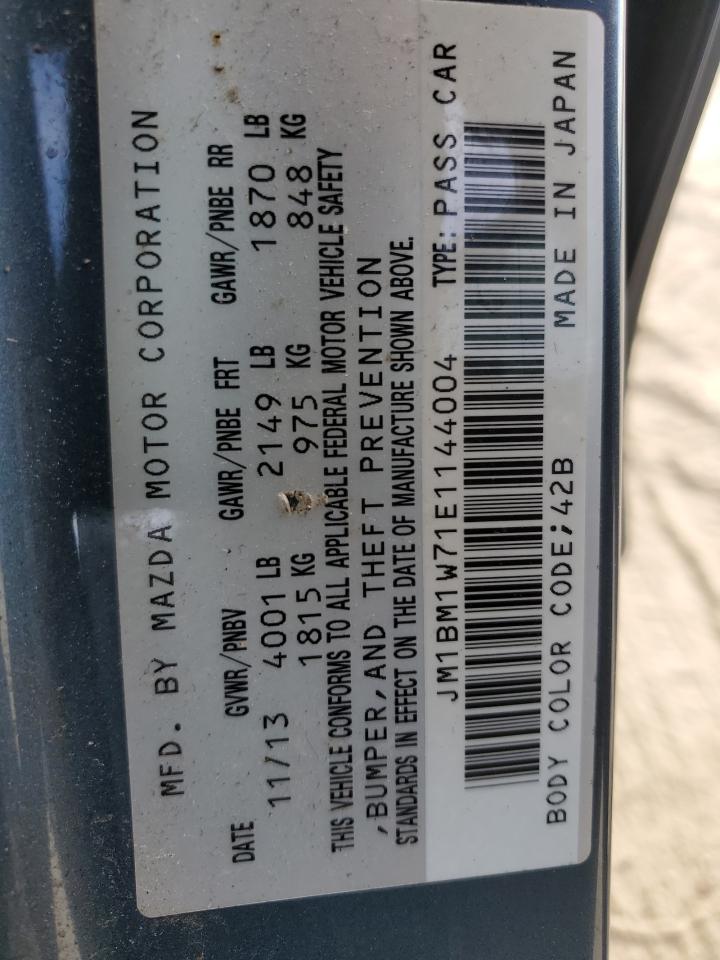 MFD. BY MAZDA MOTOR CORPORATION
DATE GVWR/PNBV GAWR/PNBE FRT GAWR/PNBE RR
11/13 4001 LB 2149 LB 1870 LB
1815 KG 975 KG 848 KG
THIS VEHICLE CONFORMS TO ALL APPLICABLE FEDERAL MOTOR VEHICLE SAFETY
,BUMPER,AND THEFT PREVENTION
STANDARDS IN EFFECT ON THE DATE OF MANUFACTURE SHOWN ABOVE.
JM1BM1W71E1144004 TYPE:PASS CAR
BODY COLOR CODE;42B MADE IN JAPAN